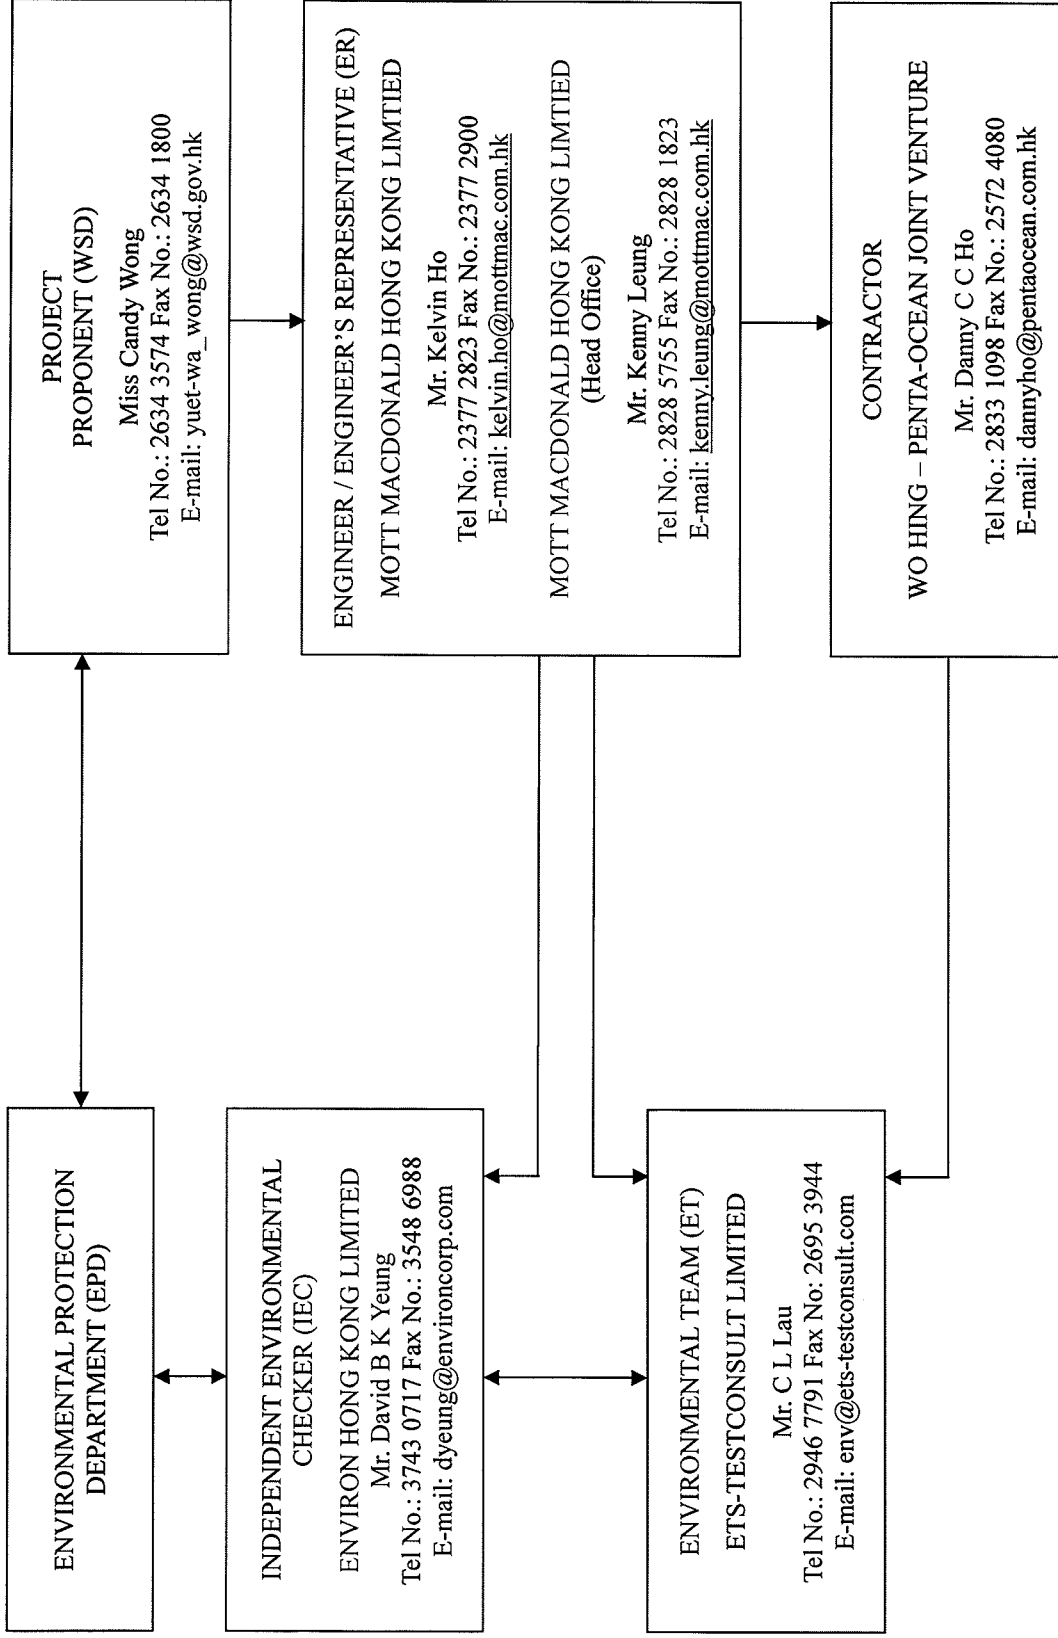 ENVIRONMENTAL PROTECTION
DEPARTMENT (EPD)
PROJECT
PROPONENT (WSD)
Miss Candy Wong
Tel No.: 2634 3574 Fax No.: 2634 1800
E-mail: yuet-wa_wong@wsd.gov.hk
INDEPENDENT ENVIRONMENTAL
CHECKER (IEC)
ENVIRON HONG KONG LIMITED
Mr. David B K Yeung
Tel No.: 3743 0717 Fax No.: 3548 6988
E-mail: dyeung@environcorp.com
ENGINEER / ENGINEER'S REPRESENTATIVE (ER)
MOTT MACDONALD HONG KONG LIMTIED
Mr. Kelvin Ho
Tel No.: 2377 2823 Fax No.: 2377 2900
E-mail: kelvin.ho@mottmac.com.hk
MOTT MACDONALD HONG KONG LIMTIED
(Head Office)
Mr. Kenny Leung
Tel No.: 2828 5755 Fax No.: 2828 1823
E-mail: kenny.leung@mottmac.com.hk
ENVIRONMENTAL TEAM (ET)
ETS-TESTCONSULT LIMITED
Mr. C L Lau
Tel No.: 2946 7791 Fax No: 2695 3944
E-mail: env@ets-testconsult.com
CONTRACTOR
WO HING – PENTA-OCEAN JOINT VENTURE
Mr. Danny C C Ho
Tel No.: 2833 1098 Fax No.: 2572 4080
E-mail: dannyho@pentaocean.com.hk